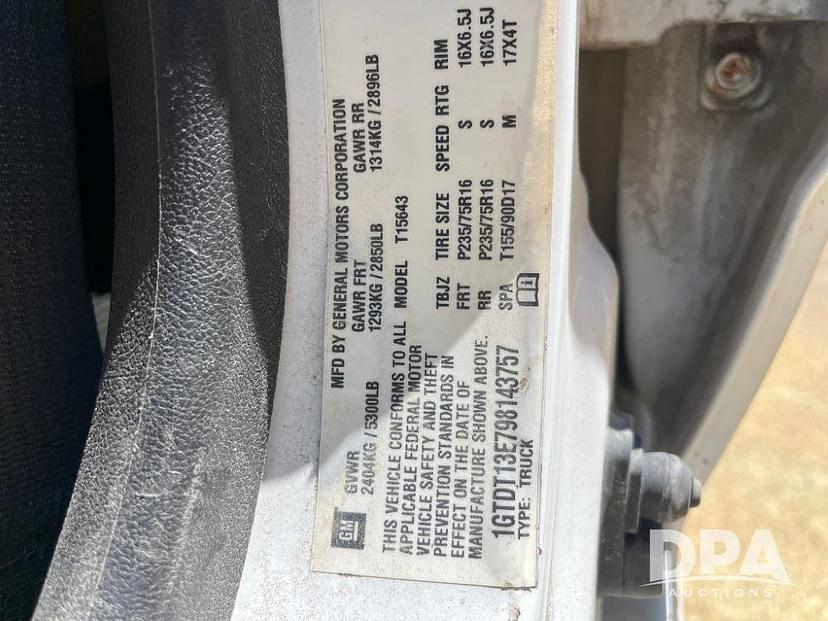 MFD BY GENERAL MOTORS CORPORATION
GVWR GAWR FRT GAWR RR
2404KG / 5300LB 1293KG / 2850LB 1314KG / 2896LB
THIS VEHICLE CONFORMS TO ALL
APPLICABLE FEDERAL MOTOR
VEHICLE SAFETY AND THEFT
PREVENTION STANDARDS IN
EFFECT ON THE DATE OF
MANUFACTURE SHOWN ABOVE.
1GTDT13E798143757
TYPE: TRUCK
MODEL T15643
TBJZ TIRE SIZE SPEED RTG RIM
FRT P235/75R16 S 16X6.5J
RR P235/75R16 S 16X6.5J
SPA T155/90D17 M 17X4T
GM
DPA
AUCTIONS